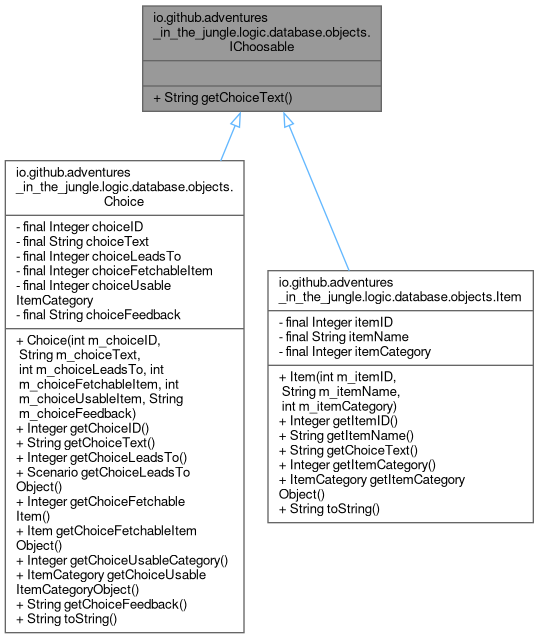 io.github.adventures
_in_the_jungle.logic.database.objects.
IChoosable
+ String getChoiceText()
io.github.adventures
_in_the_jungle.logic.database.objects.
Choice
- final Integer choiceID
- final String choiceText
- final Integer choiceLeadsTo
- final Integer choiceFetchableItem
- final Integer choiceUsable
ItemCategory
- final String choiceFeedback
+ Choice(int m_choiceID,
String m_choiceText,
int m_choiceLeadsTo, int
m_choiceFetchableItem, int
m_choiceUsableItem, String
m_choiceFeedback)
+ Integer getChoiceID()
+ String getChoiceText()
+ Integer getChoiceLeadsTo()
+ Scenario getChoiceLeadsTo
Object()
+ Integer getChoiceFetchable
Item()
+ Item getChoiceFetchableItem
Object()
+ Integer getChoiceUsableCategory()
+ ItemCategory getChoiceUsable
ItemCategoryObject()
+ String getChoiceFeedback()
+ String toString()
io.github.adventures
_in_the_jungle.logic.database.objects.Item
- final Integer itemID
- final String itemName
- final Integer itemCategory
+ Item(int m_itemID,
String m_itemName,
int m_itemCategory)
+ Integer getItemID()
+ String getItemName()
+ String getChoiceText()
+ Integer getItemCategory()
+ ItemCategory getItemCategory
Object()
+ String toString()